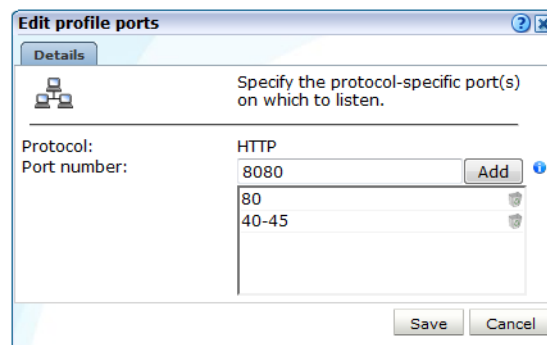 Edit profile ports
Details
Specify the protocol-specific port(s)
on which to listen.
Protocol: HTTP
Port number: 8080 Add
80
40-45
Save Cancel